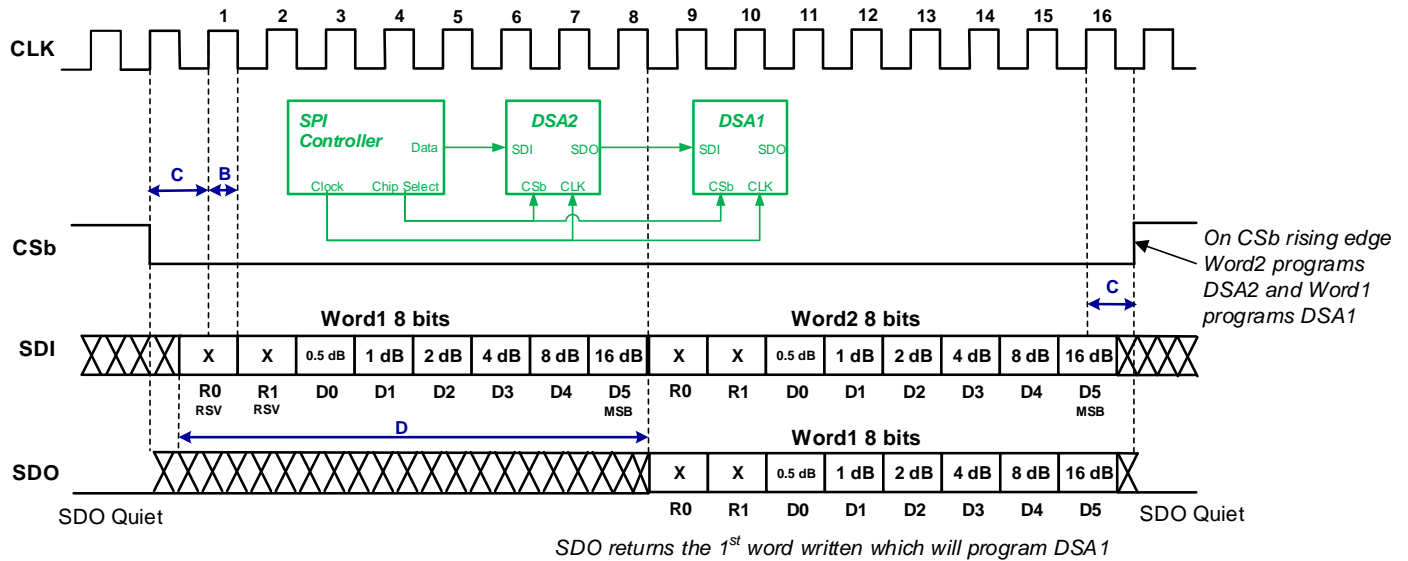 1 2 3 4 5 6 7 8 9 10 11 12 13 14 15 16
CLK
SPI Controller
Data
Clock
Chip Select
DSA2
SDI
SDO
CSb
CLK
DSA1
SDI
SDO
CSb
CLK
C
B
CSb
On CSb rising edge
Word2 programs
DSA2 and Word1
programs DSA1
C
Word1 8 bits
Word2 8 bits
SDI
X X 0.5 dB 1 dB 2 dB 4 dB 8 dB 16 dB X X 0.5 dB 1 dB 2 dB 4 dB 8 dB 16 dB
R0 R1 D0 D1 D2 D3 D4 D5 R0 R1 D0 D1 D2 D3 D4 D5
RSV RSV MSB MSB
D
Word1 8 bits
SDO
X X 0.5 dB 1 dB 2 dB 4 dB 8 dB 16 dB
R0 R1 D0 D1 D2 D3 D4 D5
SDO Quiet
SDO Quiet
SDO returns the 1st word written which will program DSA1